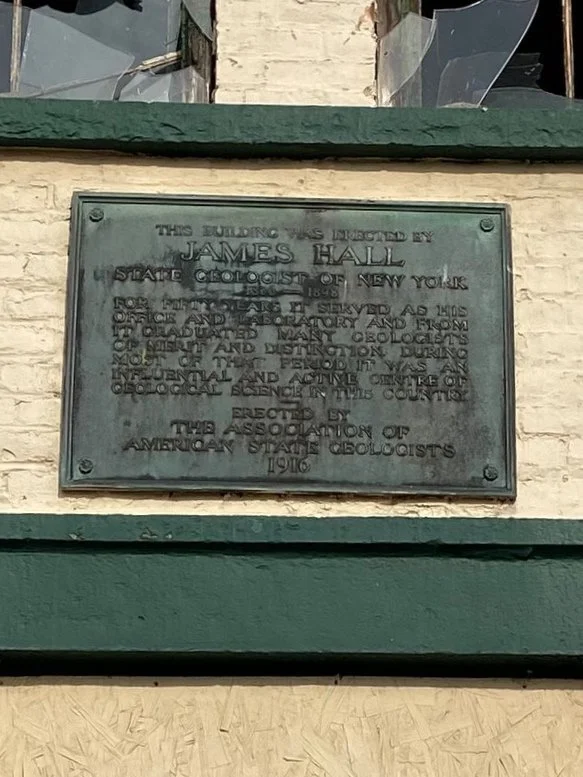 THIS BUILDING WAS ERECTED BY
JAMES HALL
STATE GEOLOGIST OF NEW YORK
1898
FOR FIFTY YEARS IT SERVED AS HIS
OFFICE AND LABORATORY AND FROM
IT GRADUATED MANY GEOLOGISTS
OF MERIT AND DISTINCTION. DURING
MOST OF THAT PERIOD IT WAS AN
INFLUENTIAL AND ACTIVE CENTRE OF
GEOLOGICAL SCIENCE IN THIS COUNTRY
ERECTED BY
THE ASSOCIATION OF
AMERICAN STATE GEOLOGISTS
1916